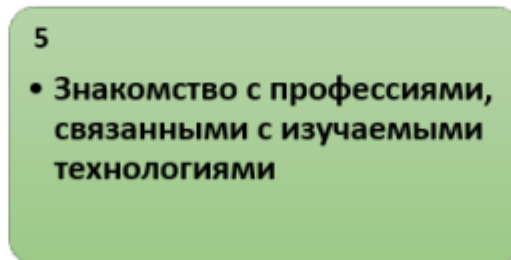 5
• Знакомство с профессиями,
связанными с изучаемыми
технологиями